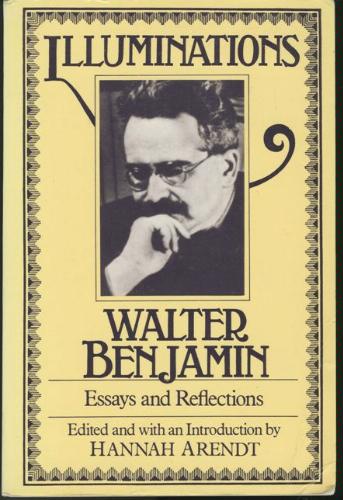 ILLUMINATIONS
WALTER
BENJAMIN
Essays and Reflections
Edited and with an Introduction by
HANNAH ARENDT